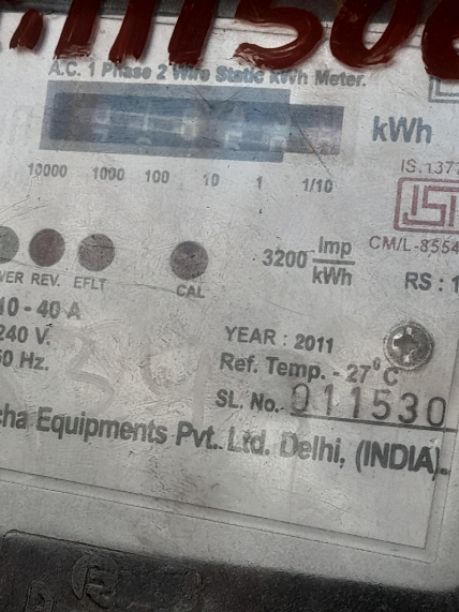 A.C. 1 Phase 2 Wire Static kWh Meter.
kWh
10000 1000 100 10 1 1/10
IS.1377
CM/L-8554
3200 Imp/kWh
REV. EFLT CAL
RS : 1
10 - 40 A
240 V.
YEAR : 2011
Ref. Temp. - 27°C
SL. No. 011530
Equipments Pvt. Ltd. Delhi, (INDIA).